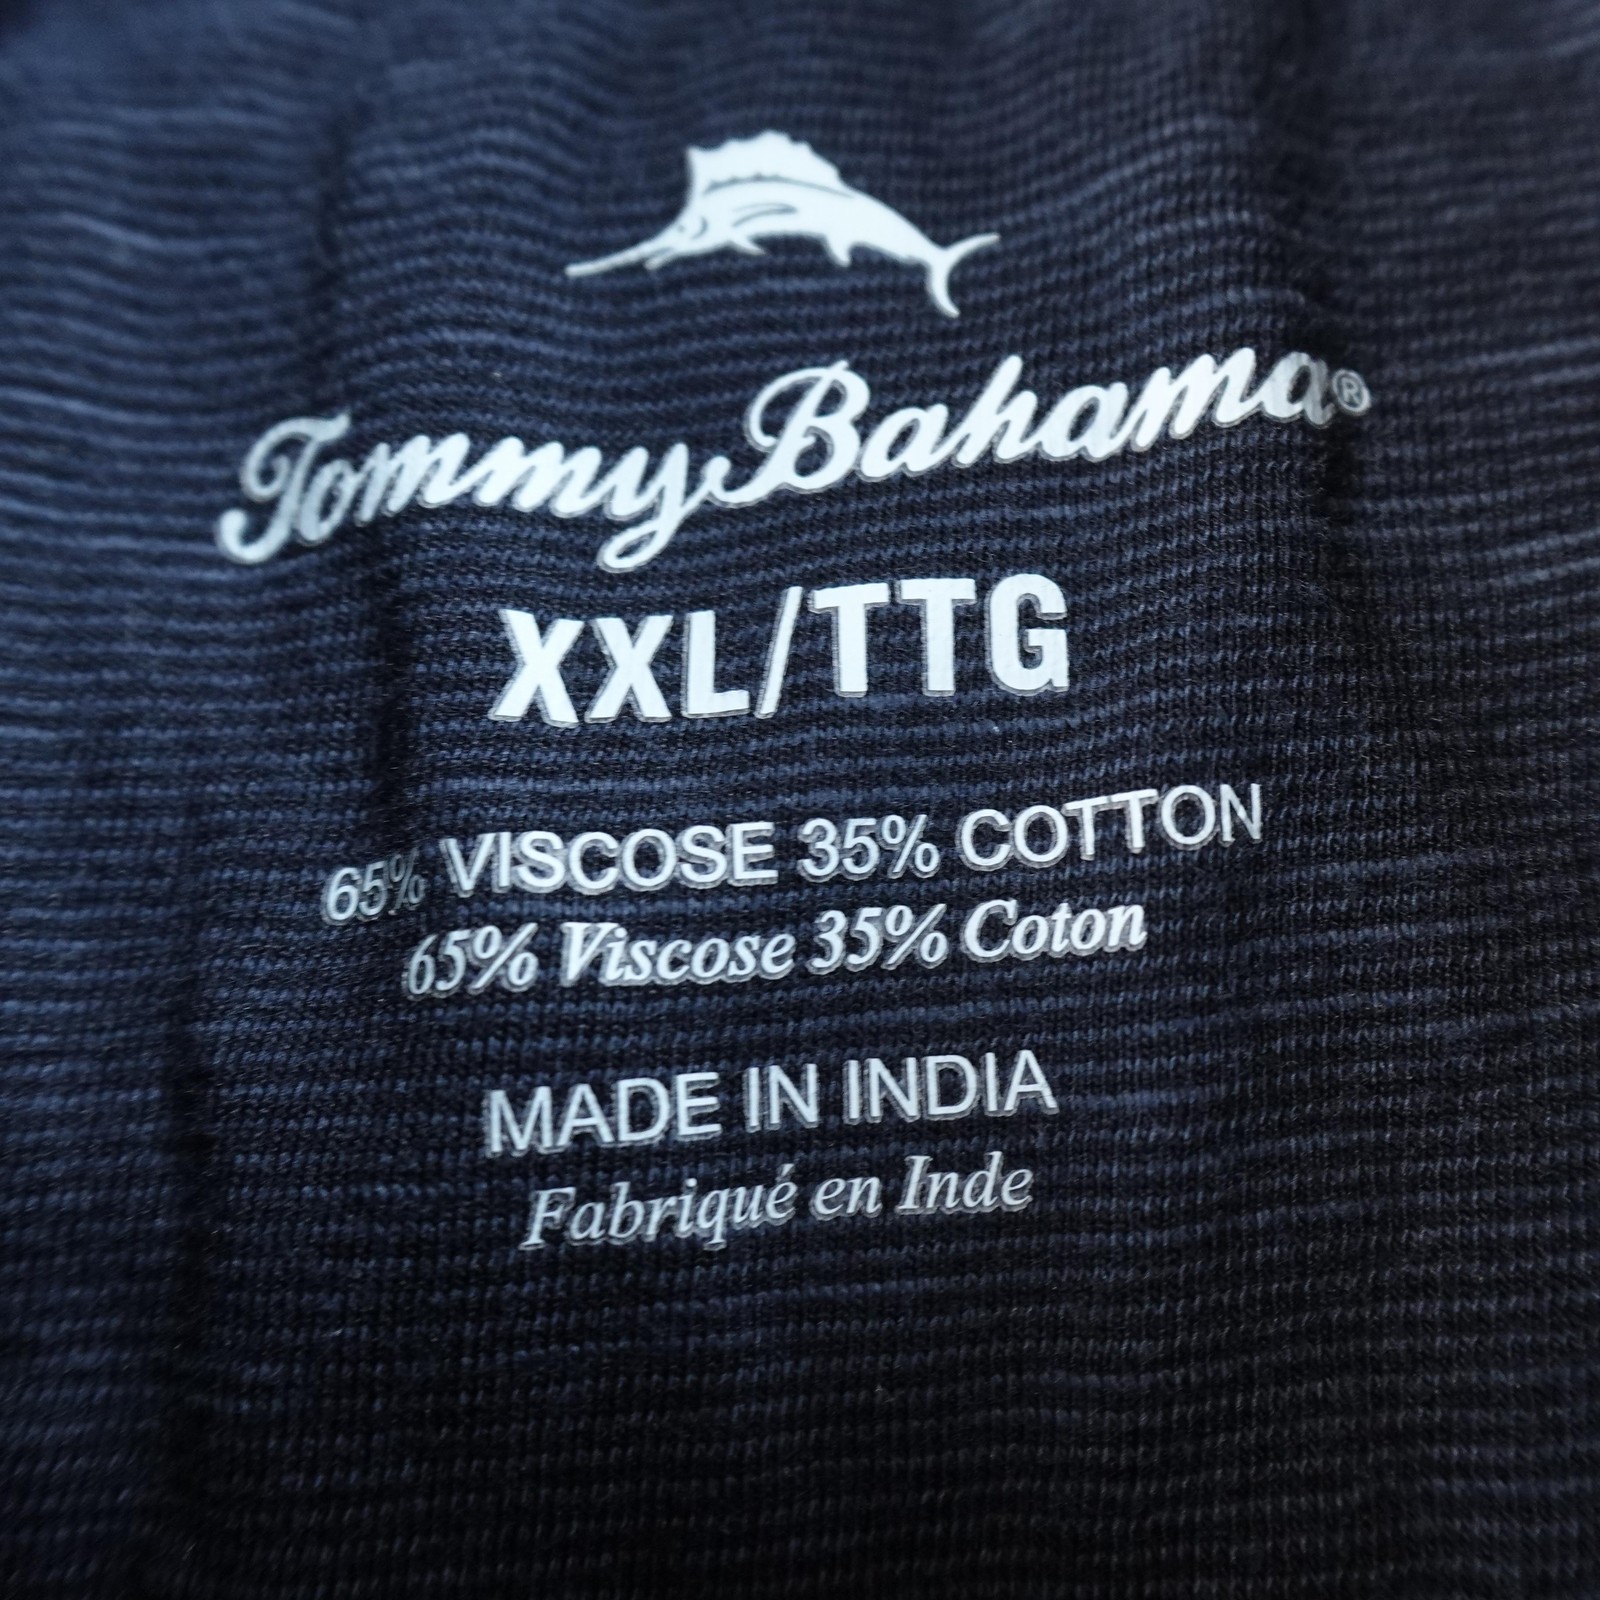 Tommy Bahama®
XXL/TTG
65% VISCOSE 35% COTTON
65% Viscose 35% Coton
MADE IN INDIA
Fabriqué en Inde